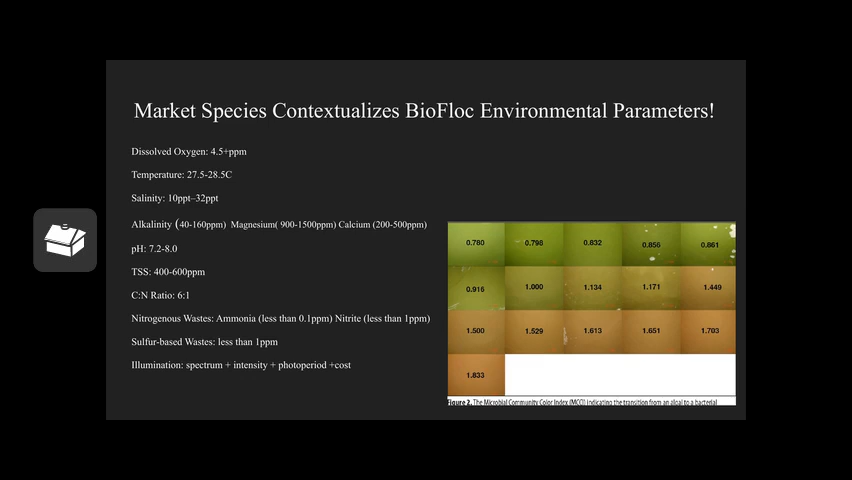 Market Species Contextualizes BioFloc Environmental Parameters!
Dissolved Oxygen: 4.5+ppm
Temperature: 27.5-28.5C
Salinity: 10ppt–32ppt
Alkalinity (40-160ppm) Magnesium( 900-1500ppm) Calcium (200-500ppm)
pH: 7.2-8.0
TSS: 400-600ppm
C:N Ratio: 6:1
Nitrogenous Wastes: Ammonia (less than 0.1ppm) Nitrite (less than 1ppm)
Sulfur-based Wastes: less than 1ppm
Illumination: spectrum + intensity + photoperiod +cost
0.780 0.798 0.832 0.856 0.861
0.916 1.000 1.134 1.171 1.449
1.500 1.529 1.613 1.651 1.703
1.833
Figure 2. The Microbial Community Color Index (MCCI) indicating the transition from an algal to a bacterial